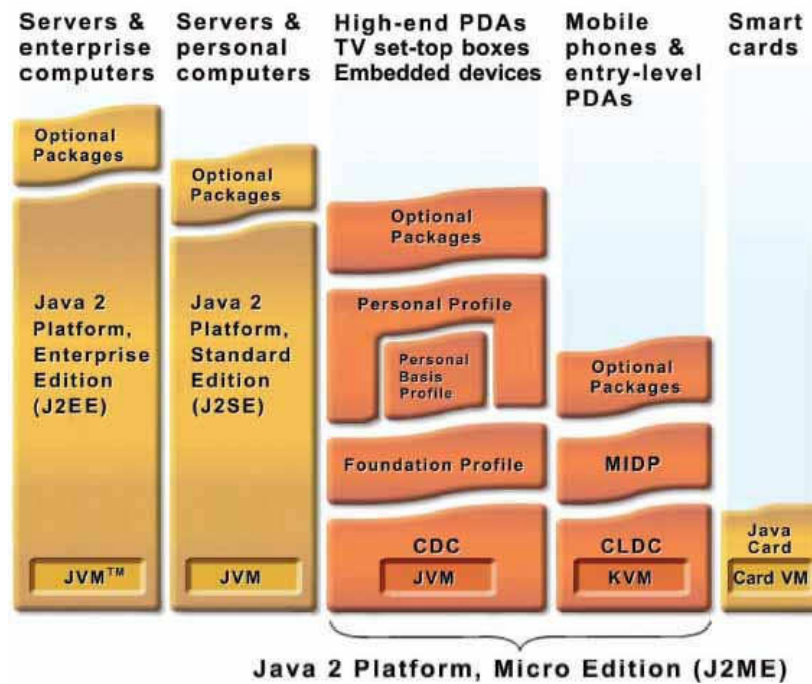 Servers &
enterprise
computers
Servers &
personal
computers
High-end PDAs
TV set-top boxes
Embedded devices
Mobile
phones &
entry-level
PDAs
Smart
cards
Optional
Packages
Java 2
Platform,
Enterprise
Edition
(J2EE)
JVM™
Optional
Packages
Java 2
Platform,
Standard
Edition
(J2SE)
JVM
Optional
Packages
Personal Profile
Personal
Basis
Profile
Foundation Profile
CDC
JVM
Optional
Packages
MIDP
CLDC
KVM
Java
Card
Card VM
Java 2 Platform, Micro Edition (J2ME)